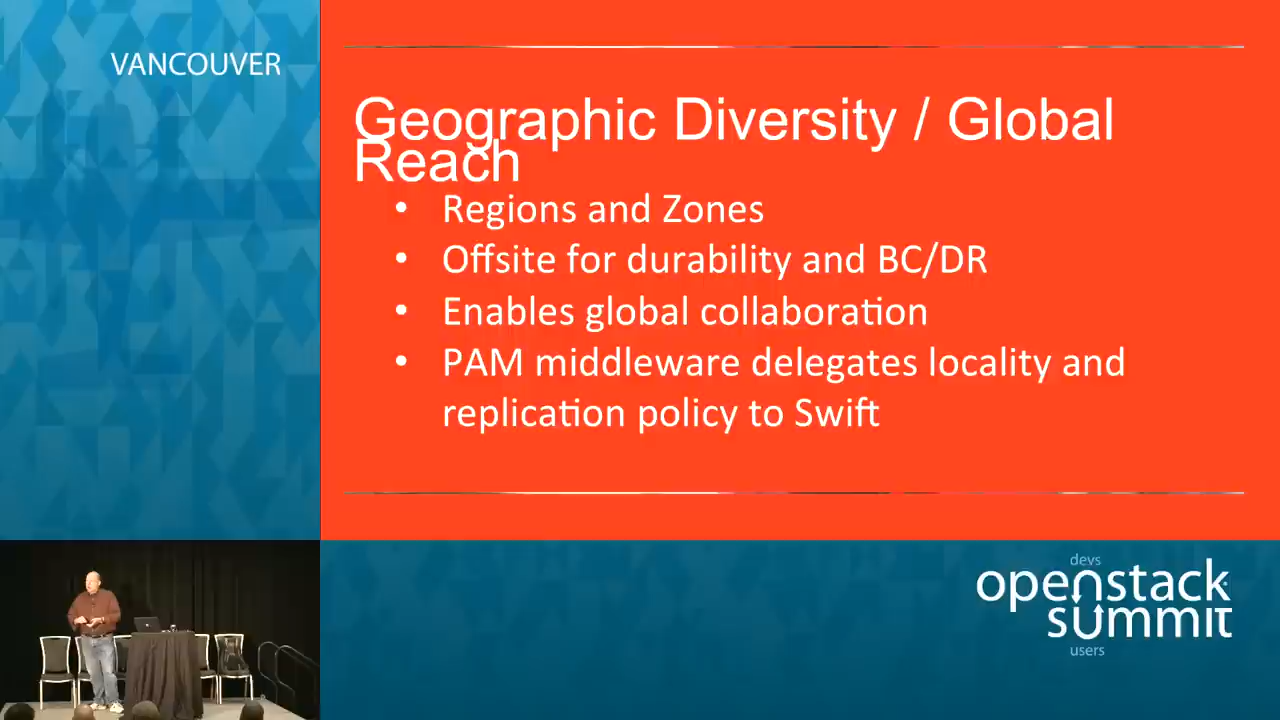 VANCOUVER
Geographic Diversity / Global
Reach
• Regions and Zones
• Offsite for durability and BC/DR
• Enables global collaboration
• PAM middleware delegates locality and
replication policy to Swift
devs
openstack
summit
users